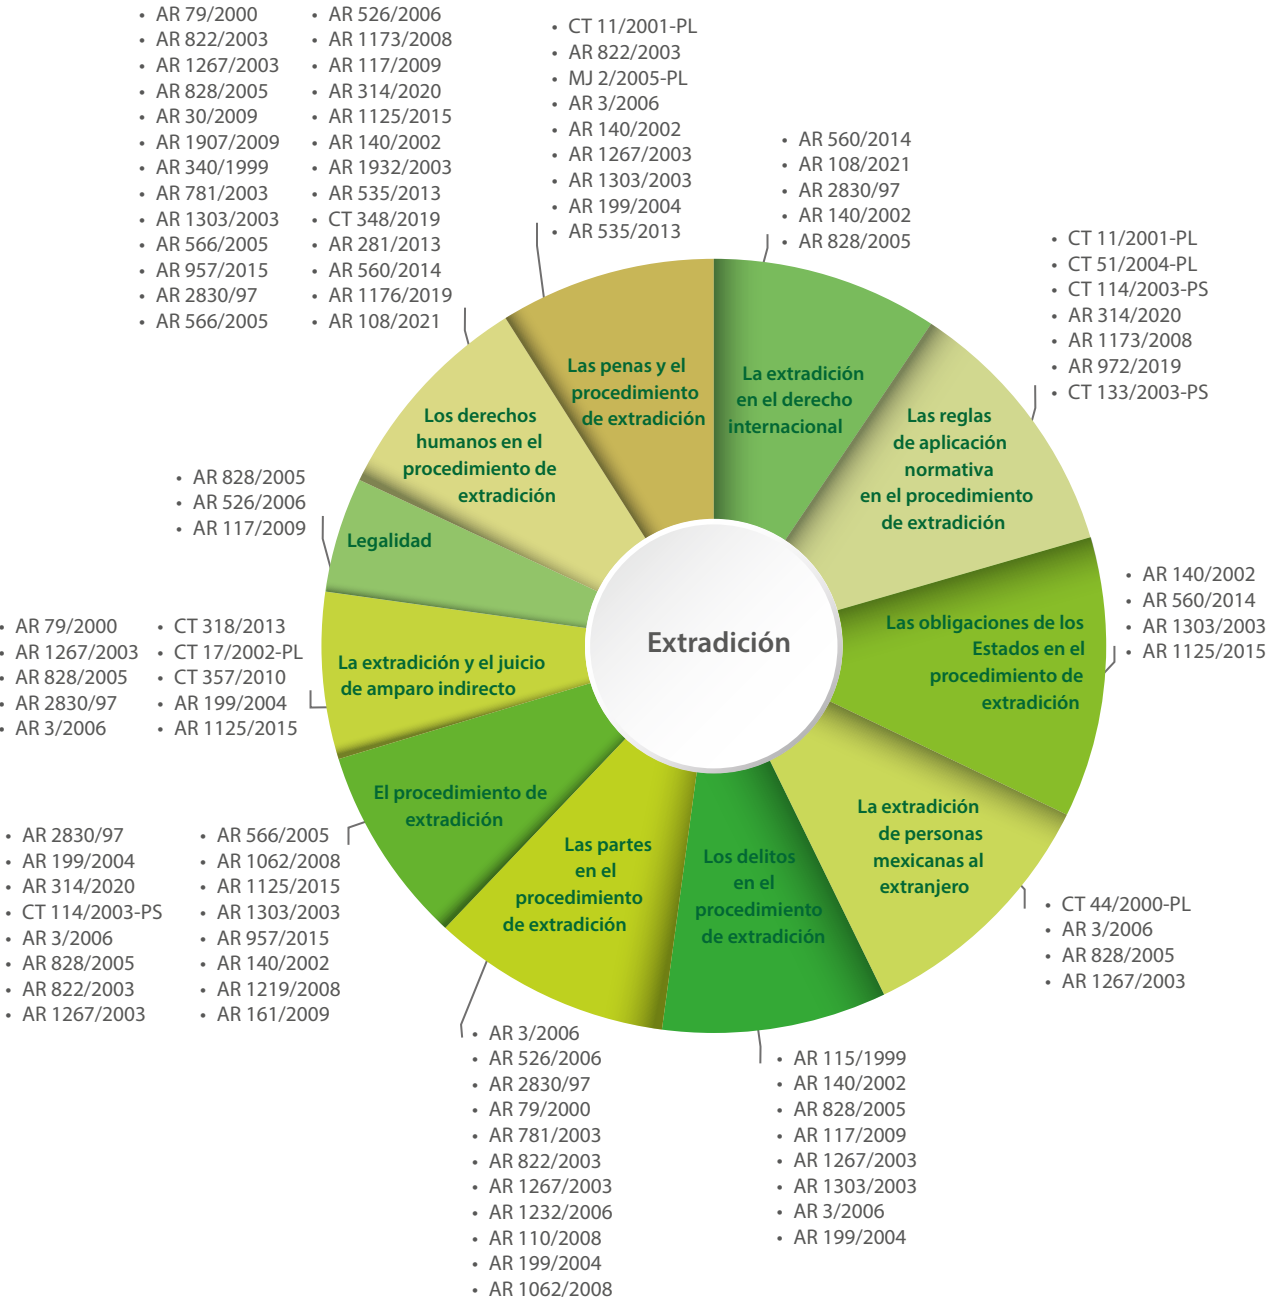 • AR 79/2000
• AR 822/2003
• AR 1267/2003
• AR 828/2005
• AR 30/2009
• AR 1907/2009
• AR 340/1999
• AR 781/2003
• AR 1303/2003
• AR 566/2005
• AR 957/2015
• AR 2830/97
• AR 566/2005
• AR 526/2006
• AR 1173/2008
• AR 117/2009
• AR 314/2020
• AR 1125/2015
• AR 140/2002
• AR 1932/2003
• AR 535/2013
• CT 348/2019
• AR 281/2013
• AR 560/2014
• AR 1176/2019
• AR 108/2021
• CT 11/2001-PL
• AR 822/2003
• MJ 2/2005-PL
• AR 3/2006
• AR 140/2002
• AR 1267/2003
• AR 1303/2003
• AR 199/2004
• AR 535/2013
• AR 560/2014
• AR 108/2021
• AR 2830/97
• AR 140/2002
• AR 828/2005
• CT 11/2001-PL
• CT 51/2004-PL
• CT 114/2003-PS
• AR 314/2020
• AR 1173/2008
• AR 972/2019
• CT 133/2003-PS
Las penas y el
procedimiento
de extradición
La extradición
en el derecho
internacional
Los derechos
humanos en el
procedimiento de
extradición
Las reglas
de aplicación
normativa
en el procedimiento
de extradición
• AR 828/2005
• AR 526/2006
• AR 117/2009
Legalidad
• AR 140/2002
• AR 560/2014
• AR 1303/2003
• AR 1125/2015
Las obligaciones de los
Estados en el
procedimiento de
extradición
Extradición
• AR 79/2000
• AR 1267/2003
• AR 828/2005
• AR 2830/97
• AR 3/2006
• CT 318/2013
• CT 17/2002-PL
• CT 357/2010
• AR 199/2004
• AR 1125/2015
La extradición y el juicio
de amparo indirecto
El procedimiento de
extradición
Las partes
en el
procedimiento
de extradición
Los delitos
en el
procedimiento
de extradición
La extradición
de personas
mexicanas al
extranjero
• AR 2830/97
• AR 199/2004
• AR 314/2020
• CT 114/2003-PS
• AR 3/2006
• AR 828/2005
• AR 822/2003
• AR 1267/2003
• AR 566/2005
• AR 1062/2008
• AR 1125/2015
• AR 1303/2003
• AR 957/2015
• AR 140/2002
• AR 1219/2008
• AR 161/2009
• CT 44/2000-PL
• AR 3/2006
• AR 828/2005
• AR 1267/2003
• AR 3/2006
• AR 526/2006
• AR 2830/97
• AR 79/2000
• AR 781/2003
• AR 822/2003
• AR 1267/2003
• AR 1232/2006
• AR 110/2008
• AR 199/2004
• AR 1062/2008
• AR 115/1999
• AR 140/2002
• AR 828/2005
• AR 117/2009
• AR 1267/2003
• AR 1303/2003
• AR 3/2006
• AR 199/2004